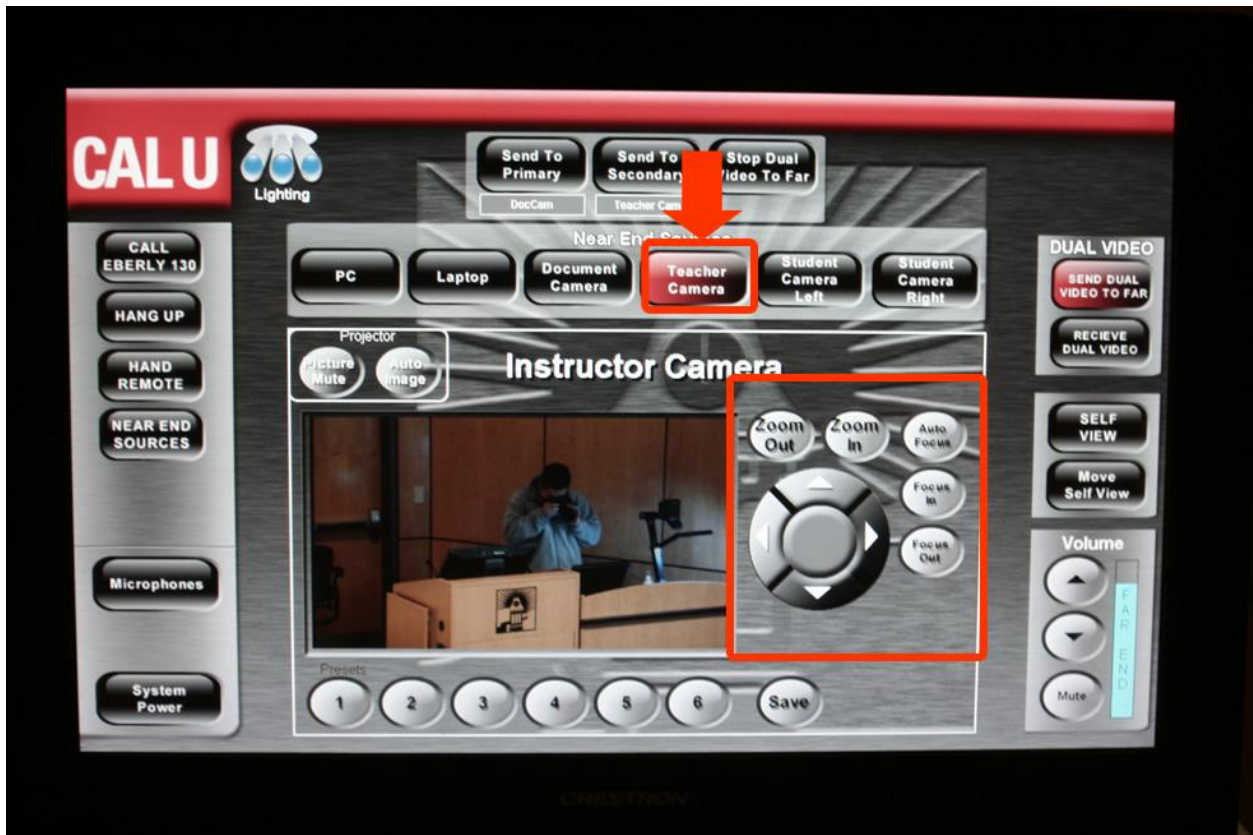 CALU
Lighting
Send To
Primary
Send To
Secondary
Stop Dual
Video To Far
DocCam
Teacher Cam
Near End Sources
PC
Laptop
Document
Camera
Teacher
Camera
Student
Camera
Left
Student
Camera
Right
CALL
EBERLY 130
HANG UP
HAND
REMOTE
NEAR END
SOURCES
Microphones
System
Power
Projector
Picture
Mute
Auto
Image
Instructor Camera
Zoom
Out
Zoom
In
Auto
Focus
Focus
In
Focus
Out
Presets
1
2
3
4
5
6
Save
DUAL VIDEO
SEND DUAL
VIDEO TO FAR
RECIEVE
DUAL VIDEO
SELF
VIEW
Move
Self View
Volume
FAR END
Mute
CRESTRON